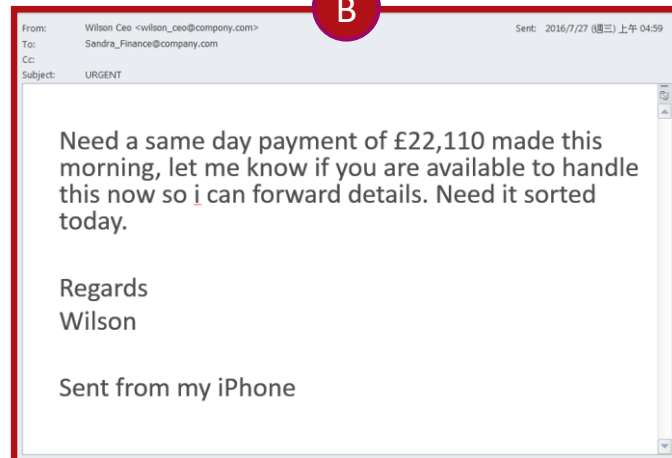 B
From: Wilson Ceo <wilson_ceo@compony.com> Sent: 2016/7/27 (週三) 上午 04:59
To: Sandra_Finance@company.com
Cc:
Subject: URGENT
Need a same day payment of £22,110 made this
morning, let me know if you are available to handle
this now so i can forward details. Need it sorted
today.
Regards
Wilson
Sent from my iPhone